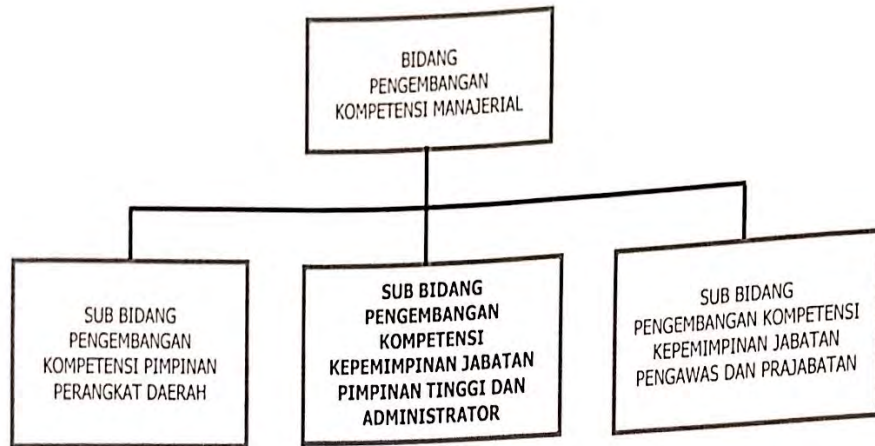 BIDANG
PENGEMBANGAN
KOMPETENSI MANAJERIAL
SUB BIDANG
PENGEMBANGAN
KOMPETENSI PIMPINAN
PERANGKAT DAERAH
SUB BIDANG
PENGEMBANGAN
KOMPETENSI
KEPEMIMPINAN JABATAN
PIMPINAN TINGGI DAN
ADMINISTRATOR
SUB BIDANG
PENGEMBANGAN KOMPETENSI
KEPEMIMPINAN JABATAN
PENGAWAS DAN PRAJABATAN